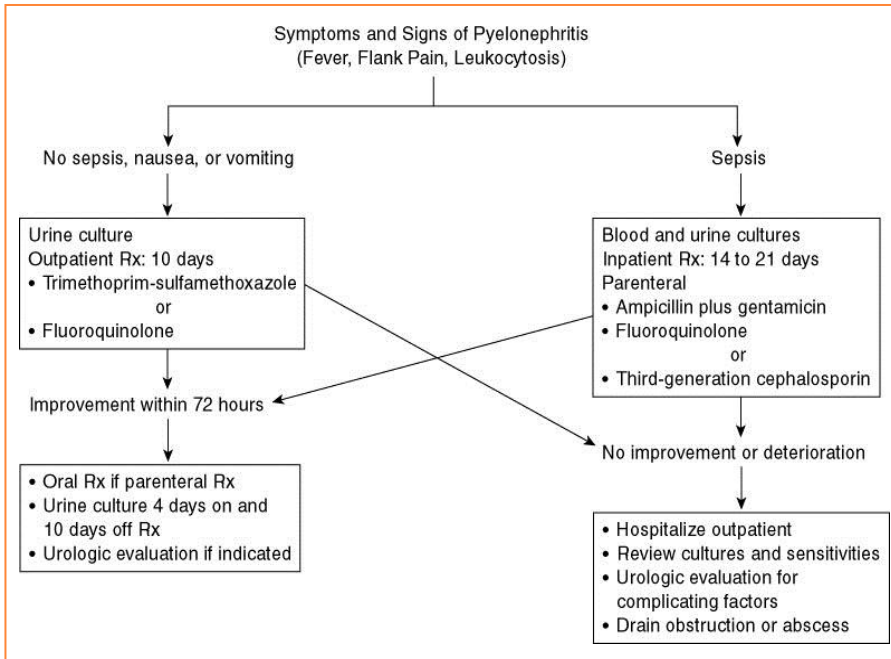 Symptoms and Signs of Pyelonephritis
(Fever, Flank Pain, Leukocytosis)
No sepsis, nausea, or vomiting
Sepsis
Urine culture
Outpatient Rx: 10 days
• Trimethoprim-sulfamethoxazole
or
• Fluoroquinolone
Blood and urine cultures
Inpatient Rx: 14 to 21 days
Parenteral
• Ampicillin plus gentamicin
• Fluoroquinolone
or
• Third-generation cephalosporin
Improvement within 72 hours
No improvement or deterioration
• Oral Rx if parenteral Rx
• Urine culture 4 days on and
10 days off Rx
• Urologic evaluation if indicated
• Hospitalize outpatient
• Review cultures and sensitivities
• Urologic evaluation for
complicating factors
• Drain obstruction or abscess